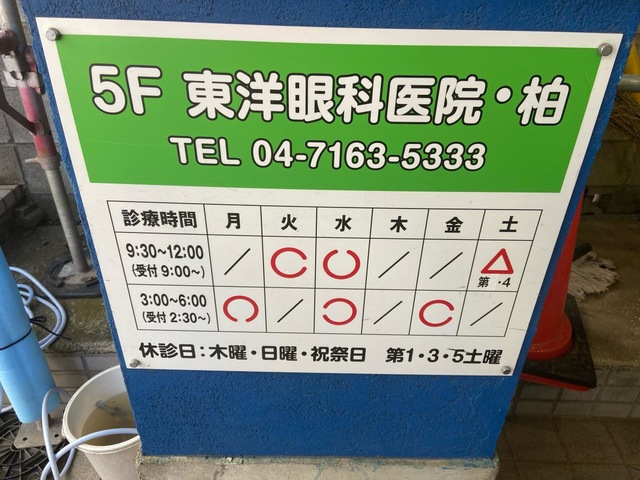 5F 東洋眼科医院・柏
TEL 04-7163-5333
診療時間 月 火 水 木 金 土
9:30~12:00 ／ ○ ○ ／ ／ △
(受付 9:00~) 第 ・4
3:00~6:00 ○ ／ ○ ／ ○ ／
(受付 2:30~)
休診日:木曜・日曜・祝祭日 第1・3・5土曜